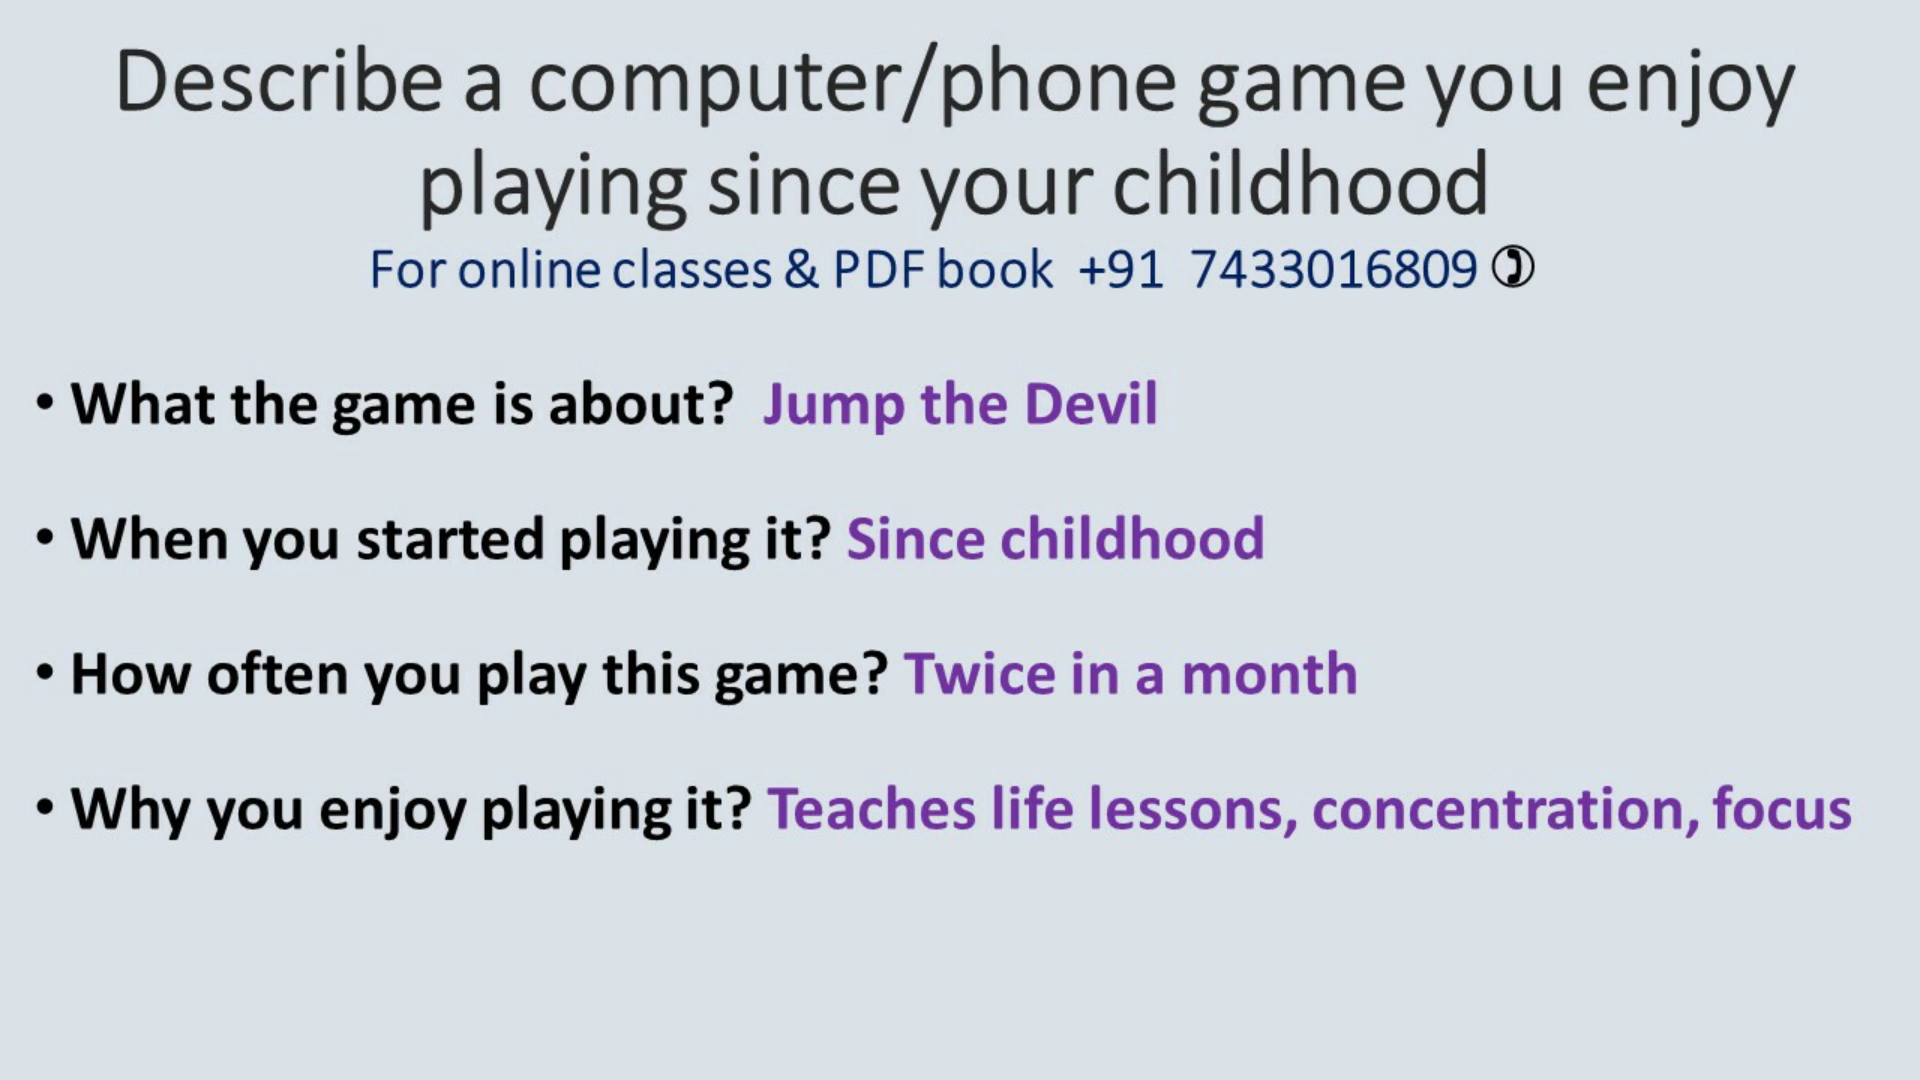 Describe a computer/phone game you enjoy
playing since your childhood
For online classes & PDF book +91 7433016809 ✆
• What the game is about? Jump the Devil
• When you started playing it? Since childhood
• How often you play this game? Twice in a month
• Why you enjoy playing it? Teaches life lessons, concentration, focus